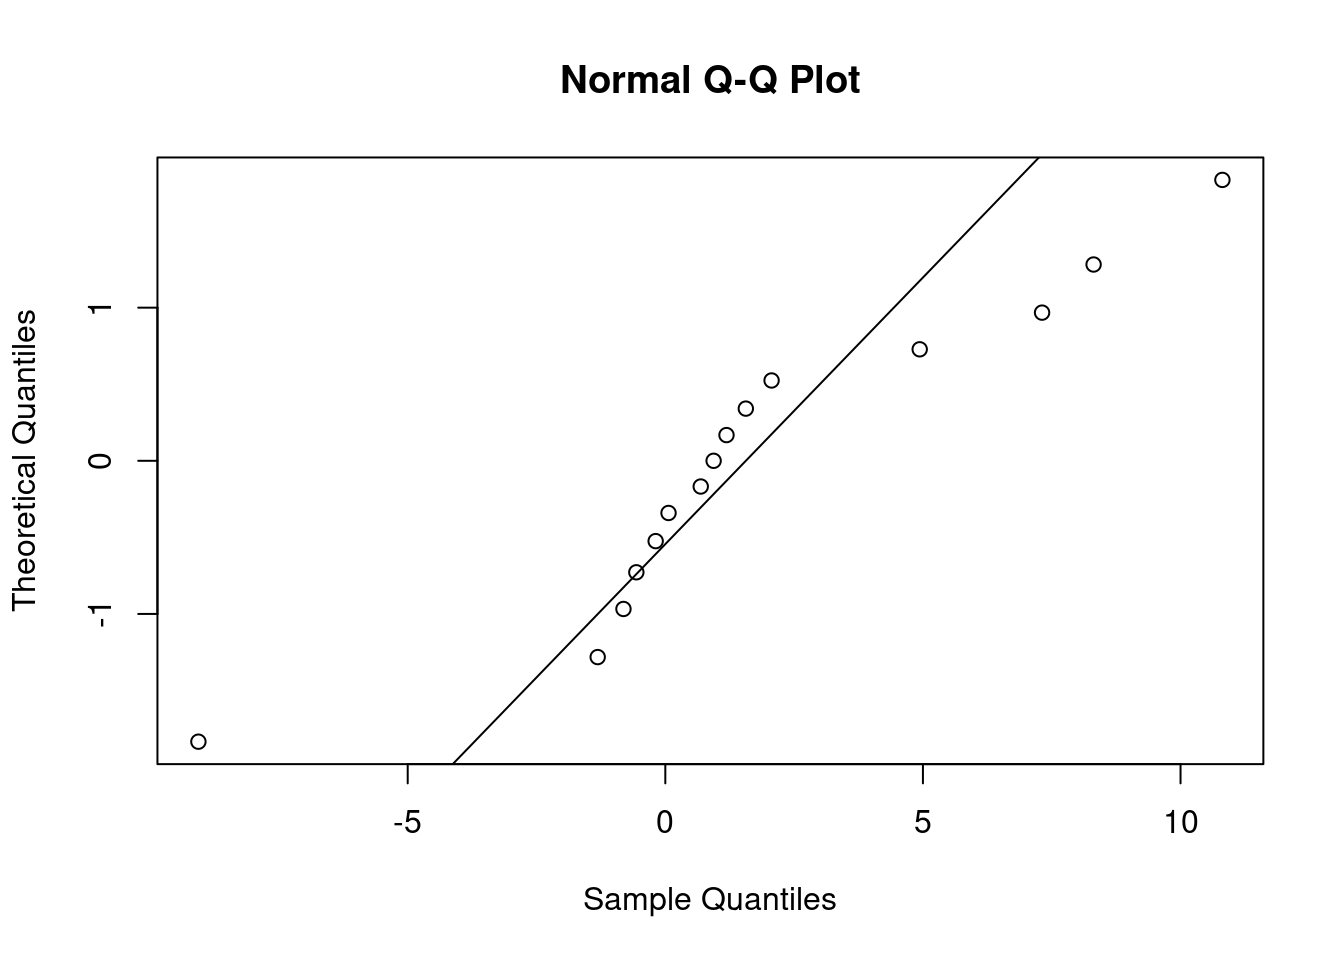 Normal Q-Q Plot
Theoretical Quantiles
1
0
-1
-5 0 5 10
Sample Quantiles